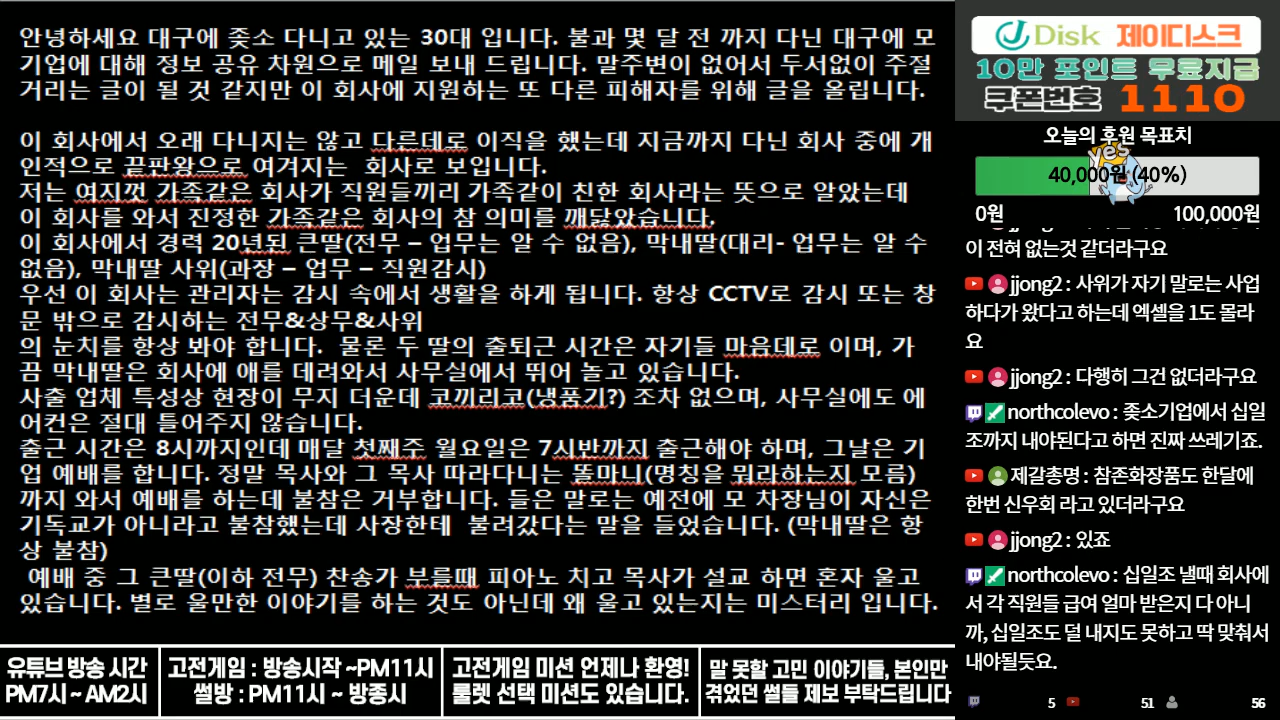 안녕하세요 대구에 좆소 다니고 있는 30대 입니다. 불과 몇 달 전 까지 다닌 대구에 모
기업에 대해 정보 공유 차원으로 메일 보내 드립니다. 말주변이 없어서 두서없이 주절
거리는 글이 될 것 같지만 이 회사에 지원하는 또 다른 피해자를 위해 글을 올립니다.
이 회사에서 오래 다니지는 않고 다른데로 이직을 했는데 지금까지 다닌 회사 중에 개
인적으로 끝판왕으로 여겨지는 회사로 보입니다.
저는 여지껏 가족같은 회사가 직원들끼리 가족같이 친한 회사라는 뜻으로 알았는데
이 회사를 와서 진정한 가족같은 회사의 참 의미를 깨닳았습니다.
이 회사에서 경력 20년된 큰딸(전무 – 업무는 알 수 없음), 막내딸(대리- 업무는 알 수
없음), 막내딸 사위(과장 – 업무 – 직원감시)
우선 이 회사는 관리자는 감시 속에서 생활을 하게 됩니다. 항상 CCTV로 감시 또는 창
문 밖으로 감시하는 전무&상무&사위
의 눈치를 항상 봐야 합니다. 물론 두 딸의 출퇴근 시간은 자기들 마음데로 이며, 가
끔 막내딸은 회사에 애를 데려와서 사무실에서 뛰어 놀고 있습니다.
사출 업체 특성상 현장이 무지 더운데 코끼리코(냉품기?) 조차 없으며, 사무실에도 에
어컨은 절대 틀어주지 않습니다.
출근 시간은 8시까지인데 매달 첫째주 월요일은 7시반까지 출근해야 하며, 그날은 기
업 예배를 합니다. 정말 목사와 그 목사 따라다니는 똘마니(명칭을 뭐라하는지 모름)
까지 와서 예배를 하는데 불참은 거부합니다. 들은 말로는 예전에 모 차장님이 자신은
기독교가 아니라고 불참했는데 사장한테 불려갔다는 말을 들었습니다. (막내딸은 항
상 불참)
예배 중 그 큰딸(이하 전무) 찬송가 부를때 피아노 치고 목사가 설교 하면 혼자 울고
있습니다. 별로 울만한 이야기를 하는 것도 아닌데 왜 울고 있는지는 미스터리 입니다.
유튜브 방송 시간
PM7시 ~ AM2시
고전게임 : 방송시작 ~PM11시
썰방 : PM11시 ~ 방종시
고전게임 미션 언제나 환영!
룰렛 선택 미션도 있습니다.
말 못할 고민 이야기들, 본인만
겪었던 썰들 제보 부탁드립니다
J Disk 제이디스크
10만 포인트 무료지급
쿠폰번호 1110
오늘의 후원 목표치
yes
40,000원 (40%)
0원 100,000원
이 전혀 없는것 같더라구요
jjong2 : 사위가 자기 말로는 사업
하다가 왔다고 하는데 엑셀을 1도 몰라
요
jjong2 : 다행히 그건 없더라구요
northcolevo : 좆소기업에서 십일
조까지 내야된다고 하면 진짜 쓰레기죠.
제갈총명 : 참존화장품도 한달에
한번 신우회 라고 있더라구요
jjong2 : 있죠
northcolevo : 십일조 낼때 회사에
서 각 직원들 급여 얼마 받은지 다 아니
까, 십일조도 덜 내지도 못하고 딱 맞춰서
내야될듯요.
5 51 56